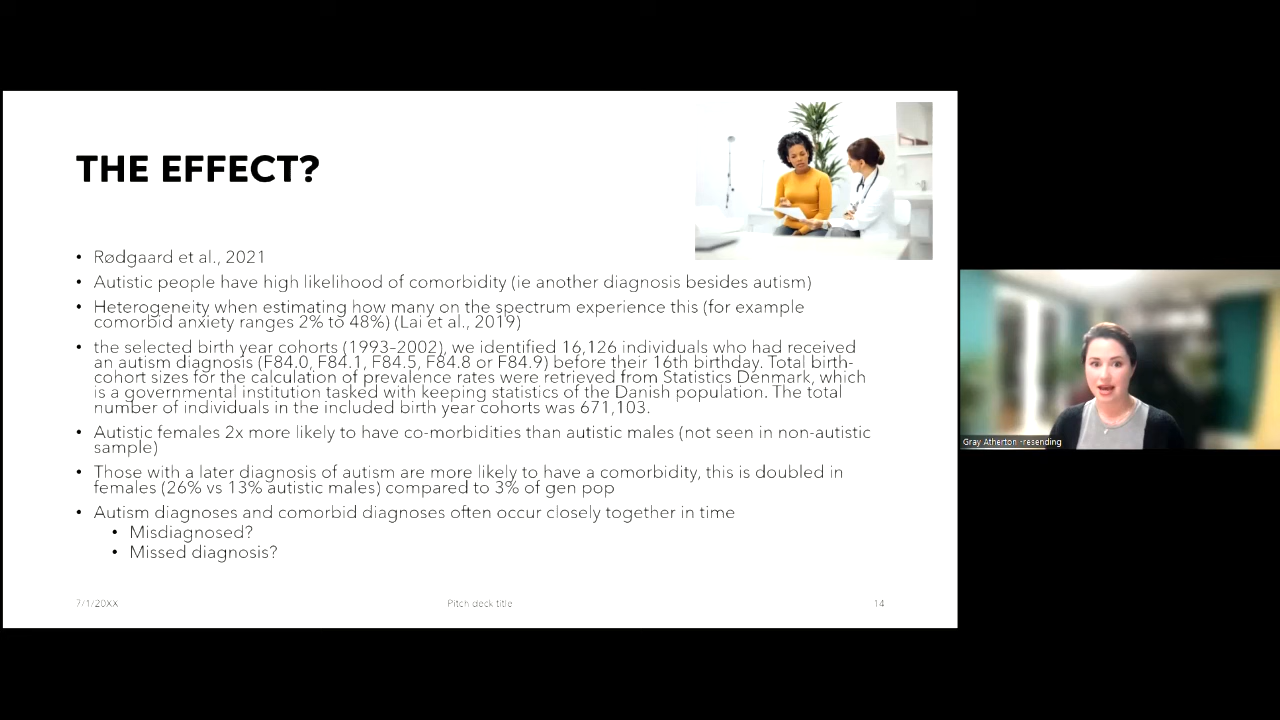 THE EFFECT?
• Rødgaard et al., 2021
• Autistic people have high likelihood of comorbidity (ie another diagnosis besides autism)
• Heterogeneity when estimating how many on the spectrum experience this (for example
comorbid anxiety ranges 2% to 48%) (Lai et al., 2019)
• the selected birth year cohorts (1993–2002), we identified 16,126 individuals who had received
an autism diagnosis (F84.0, F84.1, F84.5, F84.8 or F84.9) before their 16th birthday. Total birth-
cohort sizes for the calculation of prevalence rates were retrieved from Statistics Denmark, which
is a governmental institution tasked with keeping statistics of the Danish population. The total
number of individuals in the included birth year cohorts was 671,103.
• Autistic females 2x more likely to have co-morbidities than autistic males (not seen in non-autistic
sample)
• Those with a later diagnosis of autism are more likely to have a comorbidity, this is doubled in
females (26% vs 13% autistic males) compared to 3% of gen pop
• Autism diagnoses and comorbid diagnoses often occur closely together in time
• Misdiagnosed?
• Missed diagnosis?
7/1/20XX
Pitch deck title
14
Gray Atherton -resending